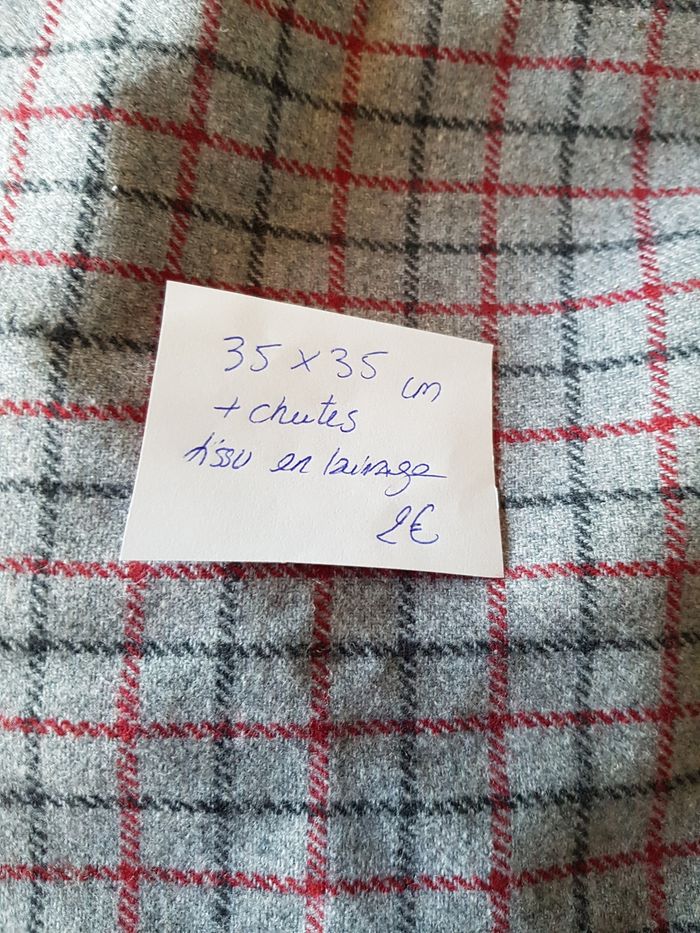 35 x 35 cm
+ chutes
tissu en lainage
2€